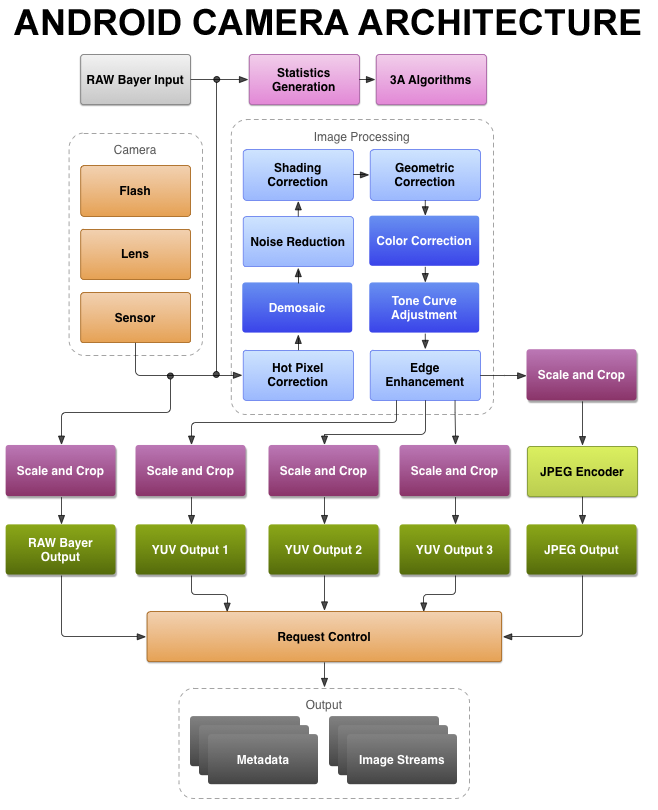 ANDROID CAMERA ARCHITECTURE
RAW Bayer Input
Statistics
Generation
3A Algorithms
Camera
Flash
Lens
Sensor
Image Processing
Shading
Correction
Geometric
Correction
Noise Reduction
Color Correction
Demosaic
Tone Curve
Adjustment
Hot Pixel
Correction
Edge
Enhancement
Scale and Crop
Scale and Crop
Scale and Crop
Scale and Crop
Scale and Crop
JPEG Encoder
RAW Bayer
Output
YUV Output 1
YUV Output 2
YUV Output 3
JPEG Output
Request Control
Output
Metadata
Image Streams